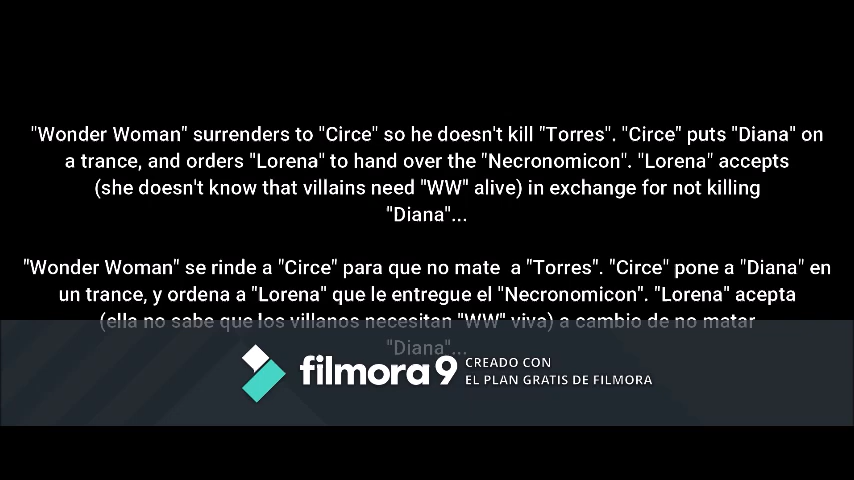 "Wonder Woman" surrenders to "Circe" so he doesn't kill "Torres". "Circe" puts "Diana" on
a trance, and orders "Lorena" to hand over the "Necronomicon". "Lorena" accepts
(she doesn't know that villains need "WW" alive) in exchange for not killing
"Diana"...
"Wonder Woman" se rinde a "Circe" para que no mate  a "Torres". "Circe" pone a "Diana" en
un trance, y ordena a "Lorena" que le entregue el "Necronomicon". "Lorena" acepta
(ella no sabe que los villanos necesitan "WW" viva) a cambio de no matar
"Diana"...
filmora 9
CREADO CON
EL PLAN GRATIS DE FILMORA